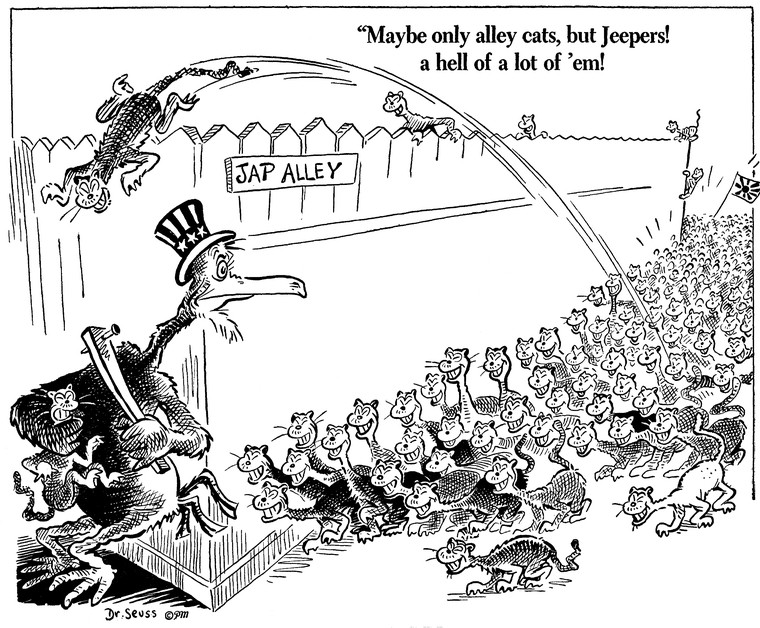 “Maybe only alley cats, but Jeepers!
a hell of a lot of ’em!
JAP ALLEY
Dr. Seuss ©PM